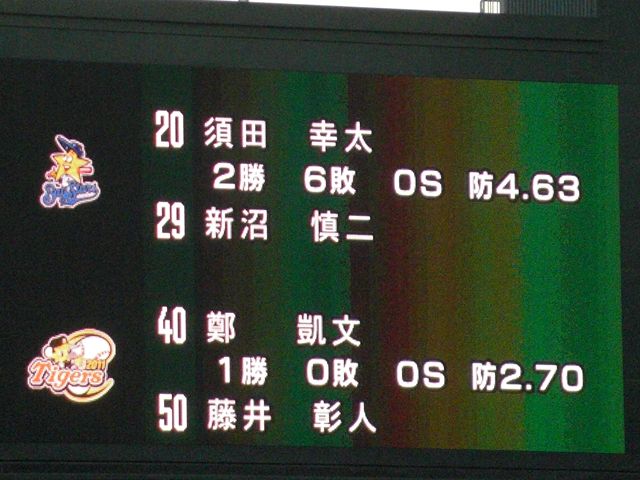 20 須田 幸太
2勝 6敗 0S 防4.63
29 新沼 慎二
40 鄭 凱文
1勝 0敗 0S 防2.70
2011
Tigers
50 藤井 彰人